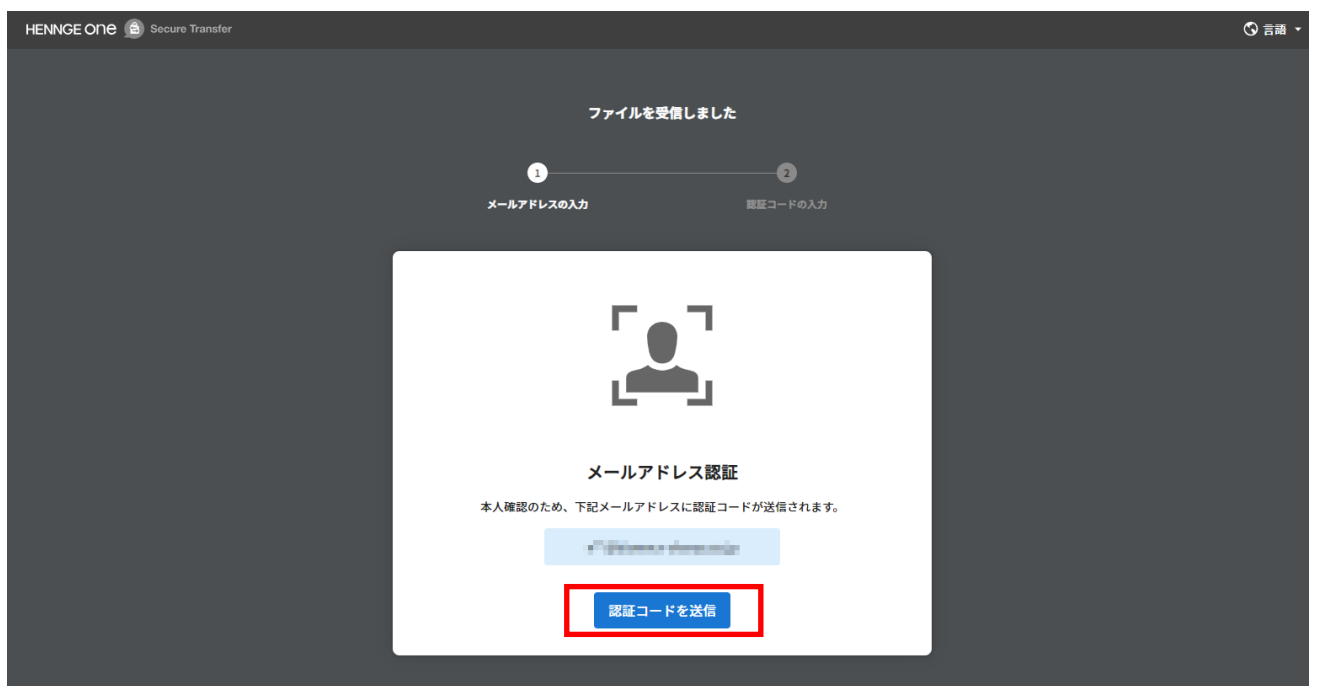 HENNGE One Secure Transfer
言語
ファイルを受信しました
1
2
メールアドレスの入力
認証コードの入力
メールアドレス認証
本人確認のため、下記メールアドレスに認証コードが送信されます。
認証コードを送信